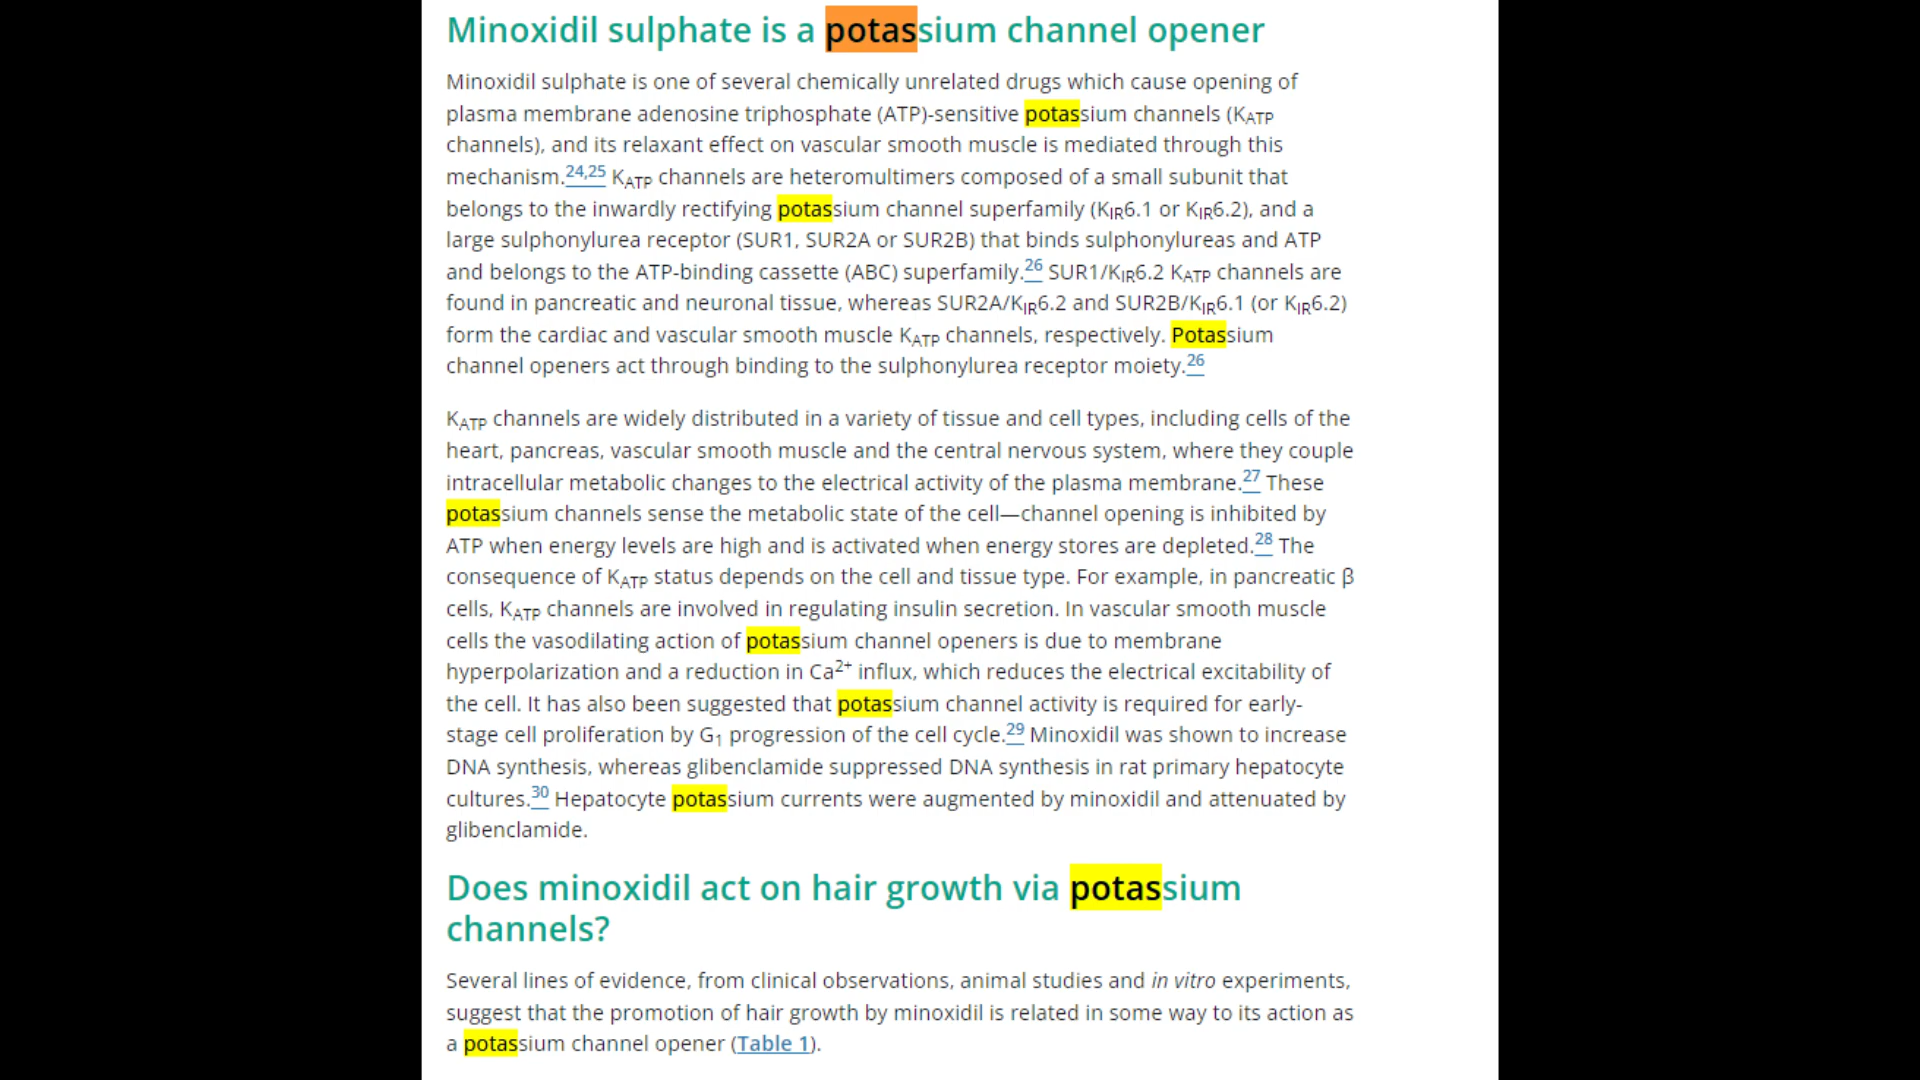 Minoxidil sulphate is a potassium channel opener
Minoxidil sulphate is one of several chemically unrelated drugs which cause opening of
plasma membrane adenosine triphosphate (ATP)-sensitive potassium channels (KATP
channels), and its relaxant effect on vascular smooth muscle is mediated through this
mechanism.24,25 KATP channels are heteromultimers composed of a small subunit that
belongs to the inwardly rectifying potassium channel superfamily (KIR6.1 or KIR6.2), and a
large sulphonylurea receptor (SUR1, SUR2A or SUR2B) that binds sulphonylureas and ATP
and belongs to the ATP-binding cassette (ABC) superfamily.26 SUR1/KIR6.2 KATP channels are
found in pancreatic and neuronal tissue, whereas SUR2A/KIR6.2 and SUR2B/KIR6.1 (or KIR6.2)
form the cardiac and vascular smooth muscle KATP channels, respectively. Potassium
channel openers act through binding to the sulphonylurea receptor moiety.26
KATP channels are widely distributed in a variety of tissue and cell types, including cells of the
heart, pancreas, vascular smooth muscle and the central nervous system, where they couple
intracellular metabolic changes to the electrical activity of the plasma membrane.27 These
potassium channels sense the metabolic state of the cell—channel opening is inhibited by
ATP when energy levels are high and is activated when energy stores are depleted.28 The
consequence of KATP status depends on the cell and tissue type. For example, in pancreatic β
cells, KATP channels are involved in regulating insulin secretion. In vascular smooth muscle
cells the vasodilating action of potassium channel openers is due to membrane
hyperpolarization and a reduction in Ca2+ influx, which reduces the electrical excitability of
the cell. It has also been suggested that potassium channel activity is required for early-
stage cell proliferation by G1 progression of the cell cycle.29 Minoxidil was shown to increase
DNA synthesis, whereas glibenclamide suppressed DNA synthesis in rat primary hepatocyte
cultures.30 Hepatocyte potassium currents were augmented by minoxidil and attenuated by
glibenclamide.
Does minoxidil act on hair growth via potassium
channels?
Several lines of evidence, from clinical observations, animal studies and in vitro experiments,
suggest that the promotion of hair growth by minoxidil is related in some way to its action as
a potassium channel opener (Table 1).